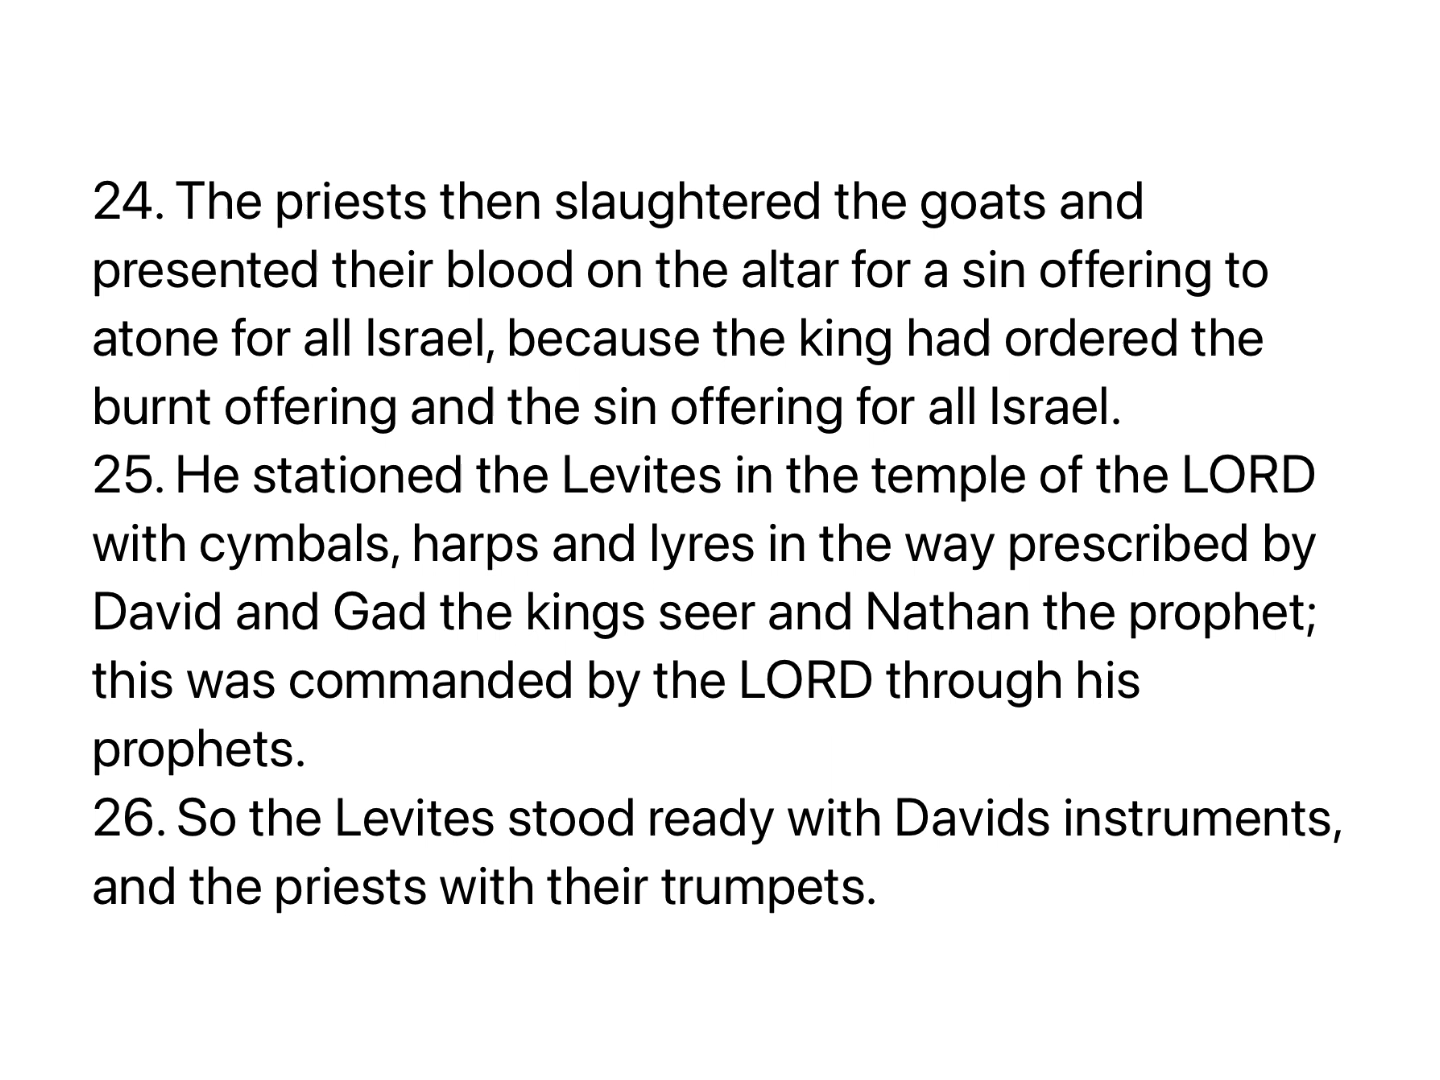 24. The priests then slaughtered the goats and
presented their blood on the altar for a sin offering to
atone for all Israel, because the king had ordered the
burnt offering and the sin offering for all Israel.
25. He stationed the Levites in the temple of the LORD
with cymbals, harps and lyres in the way prescribed by
David and Gad the kings seer and Nathan the prophet;
this was commanded by the LORD through his
prophets.
26. So the Levites stood ready with Davids instruments,
and the priests with their trumpets.